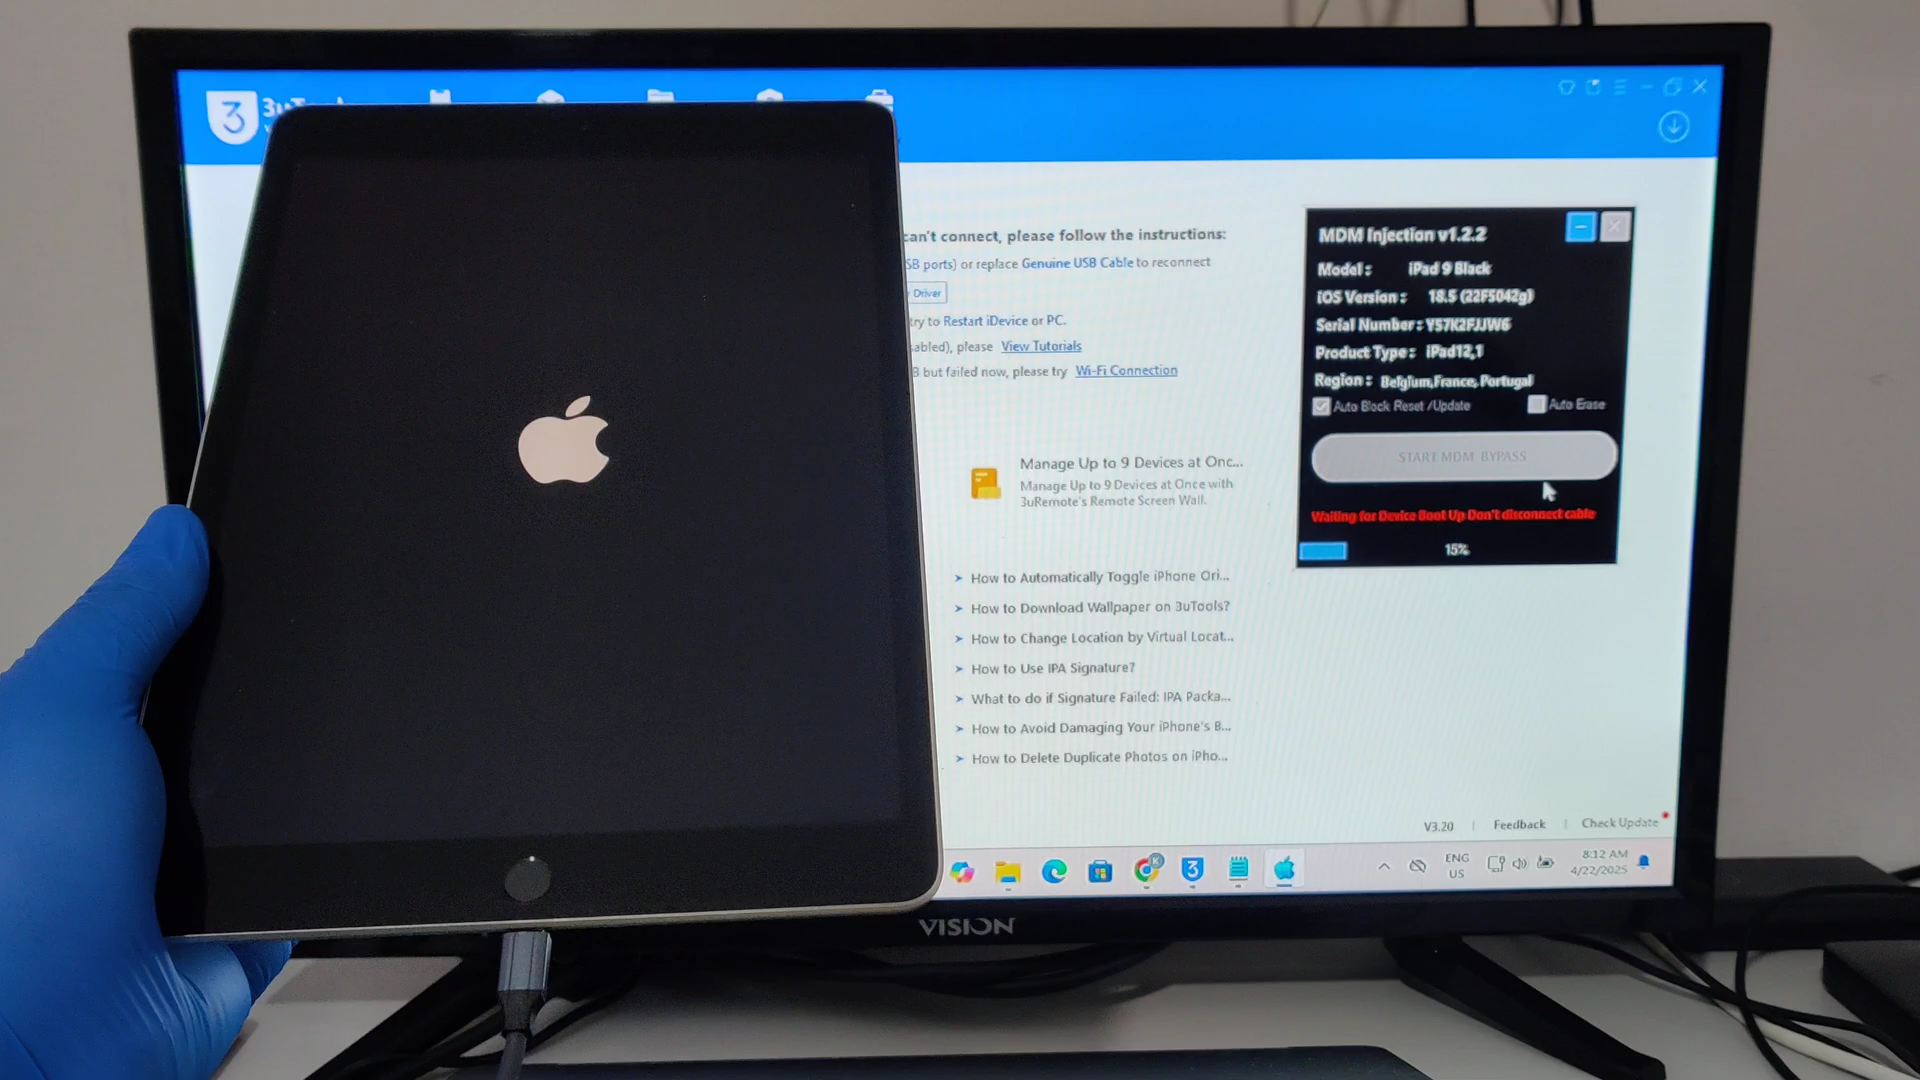 3
can't connect, please follow the instructions:
SB ports) or replace Genuine USB Cable to reconnect
Driver
try to Restart iDevice or PC.
abled), please View Tutorials
B but failed now, please try Wi-Fi Connection
Manage Up to 9 Devices at Onc...
Manage Up to 9 Devices at Once with
3uRemote's Remote Screen Wall.
➤ How to Automatically Toggle iPhone Ori...
➤ How to Download Wallpaper on 3uTools?
➤ How to Change Location by Virtual Locat...
➤ How to Use IPA Signature?
➤ What to do if Signature Failed: IPA Packa...
➤ How to Avoid Damaging Your iPhone's B...
➤ How to Delete Duplicate Photos on iPho...
MDM Injection v1.2.2
Model : iPad 9 Black
iOS Version : 18.5 (22F5042g)
Serial Number : Y57K2FJJW6
Product Type : iPad12,1
Region : Belgium,France, Portugal
Auto Block Reset /Update Auto Erase
START MDM BYPASS
Waiting for Device Boot Up Don't disconnect cable
15%
V3.20 | Feedback | Check Update
K 3 ENG US 8:12 AM
4/22/2025
VISION